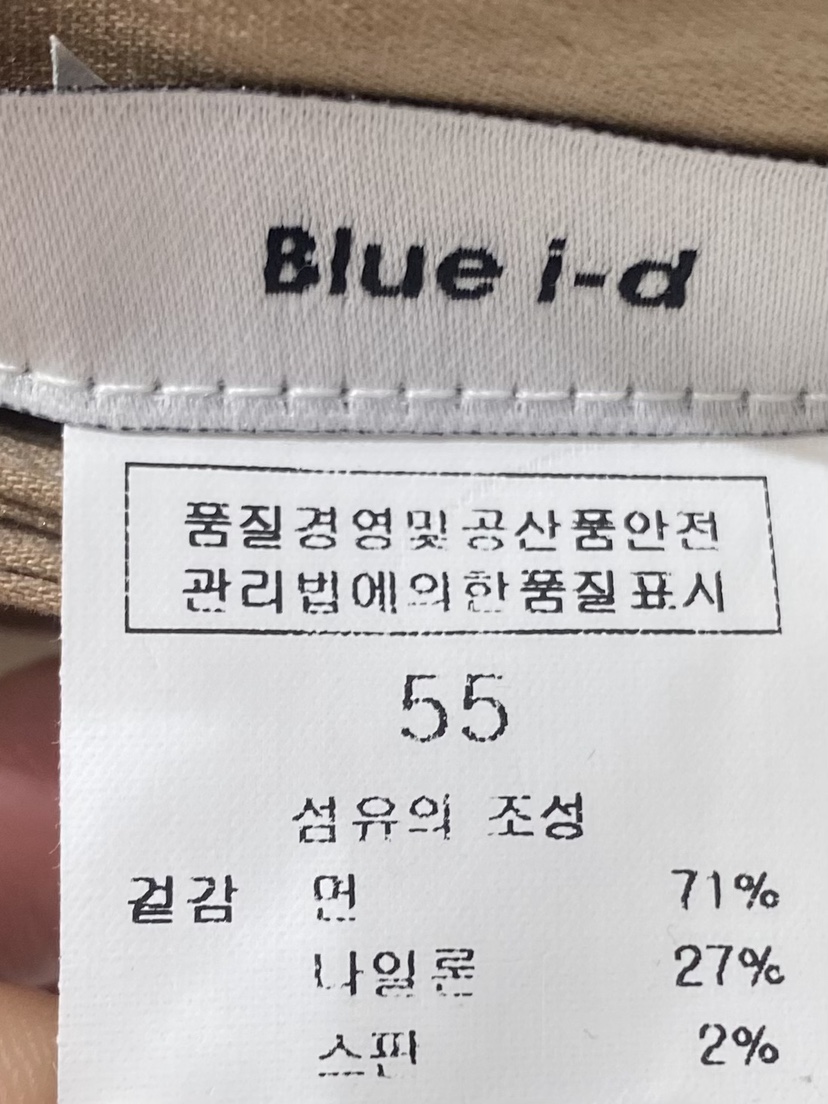 Blue i-d
품질경영및공산품안전
관리법에의한품질표시
55
섬유의 조성
겉감 면 71%
나일론 27%
스판 2%